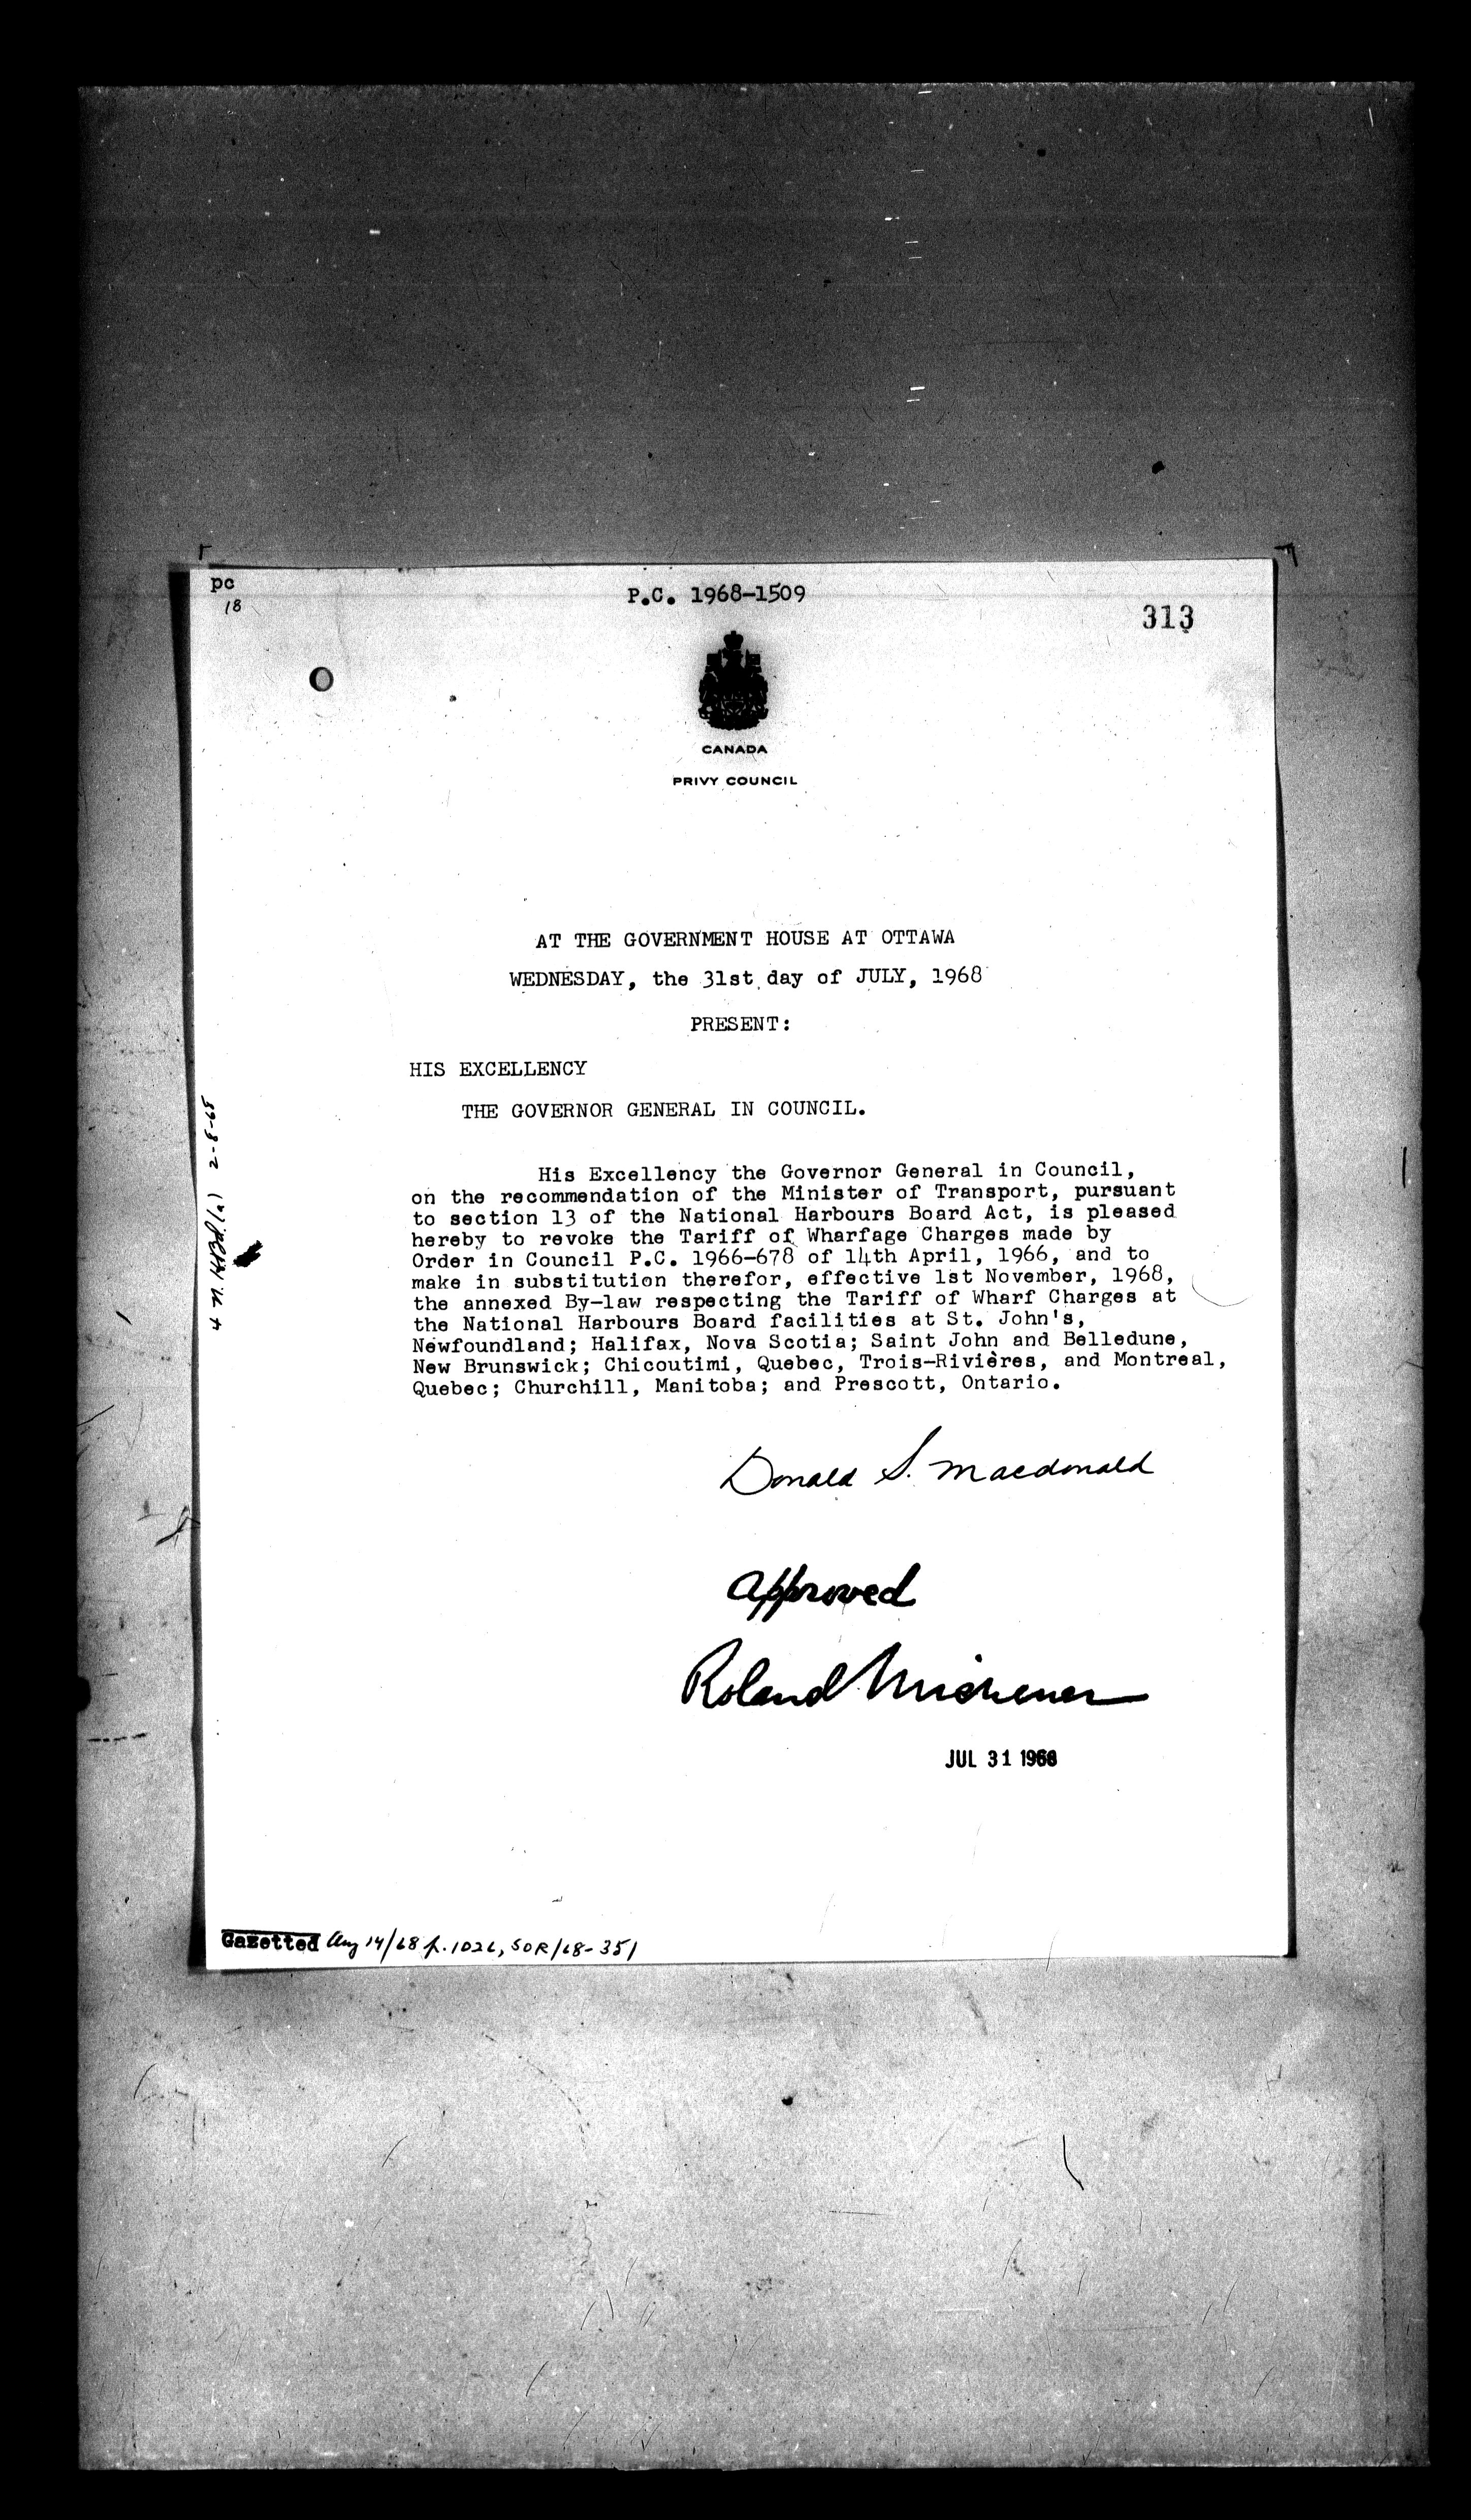 pc
18
P.C. 1968-1509
313
CANADA
PRIVY COUNCIL
AT THE GOVERNMENT HOUSE AT OTTAWA
WEDNESDAY, the 31st day of JULY, 1968
PRESENT:
HIS EXCELLENCY
THE GOVERNOR GENERAL IN COUNCIL.
His Excellency the Governor General in Council,
on the recommendation of the Minister of Transport, pursuant
to section 13 of the National Harbours Board Act, is pleased
hereby to revoke the Tariff of Wharfage Charges made by
Order in Council P.C. 1966-678 of 14th April, 1966, and to
make in substitution therefor, effective 1st November, 1968,
the annexed By-law respecting the Tariff of Wharf Charges at
the National Harbours Board facilities at St. John's,
Newfoundland; Halifax, Nova Scotia; Saint John and Belledune,
New Brunswick; Chicoutimi, Quebec, Trois-Rivières, and Montreal,
Quebec; Churchill, Manitoba; and Prescott, Ontario.
Donald S. Macdonald
approved
Roland Michener
JUL 31 1968
Gazetted Aug 14/68 p. 1026, SOR/68-351